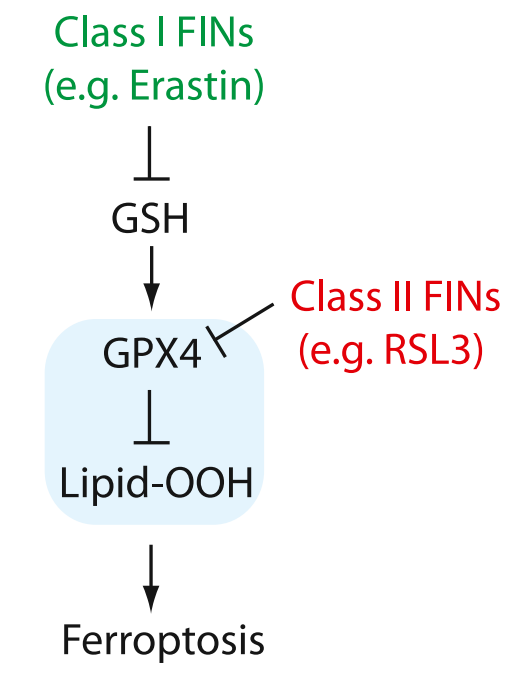 Class I FINs
(e.g. Erastin)
GSH
Class II FINs
(e.g. RSL3)
GPX4
Lipid-OOH
Ferroptosis